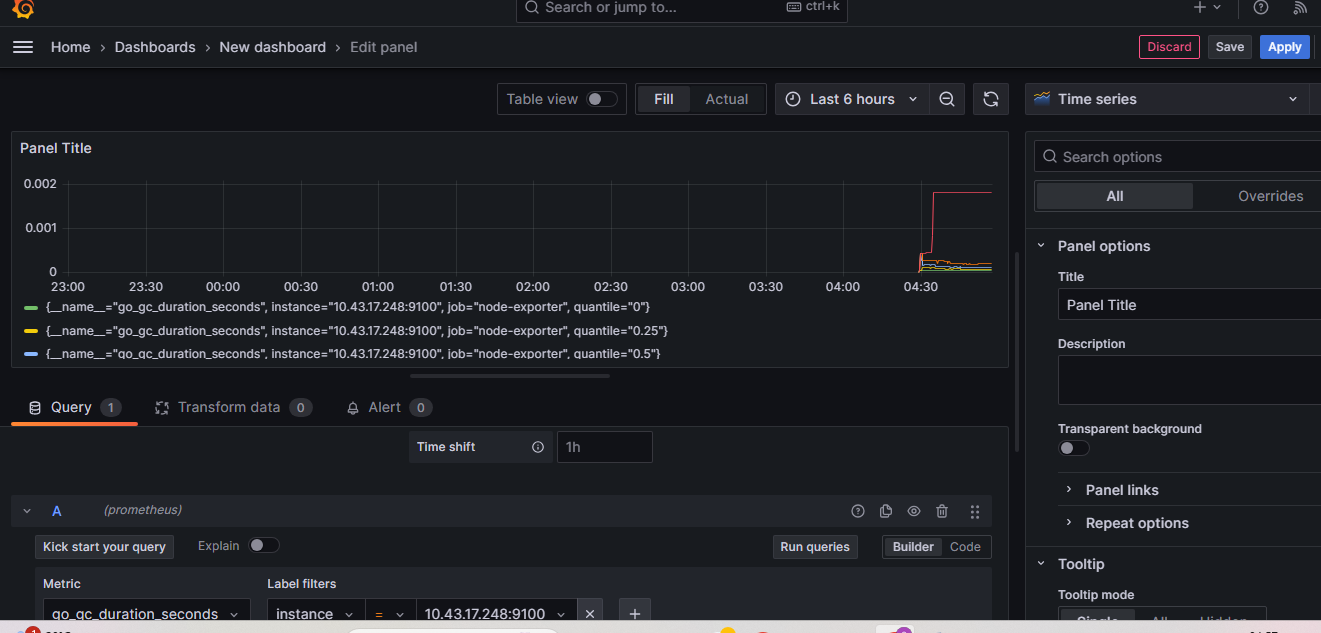 Search or jump to... ctrl+k
Home › Dashboards › New dashboard › Edit panel
Discard Save Apply
Table view Fill Actual Last 6 hours
Time series
Panel Title
0.002
0.001
0
23:00 23:30 00:00 00:30 01:00 01:30 02:00 02:30 03:00 03:30 04:00 04:30
{__name__="go_gc_duration_seconds", instance="10.43.17.248:9100", job="node-exporter", quantile="0"}
{__name__="go_gc_duration_seconds", instance="10.43.17.248:9100", job="node-exporter", quantile="0.25"}
{__name__="go_gc_duration_seconds", instance="10.43.17.248:9100", job="node-exporter", quantile="0.5"}
Query 1 Transform data 0 Alert 0
Time shift 1h
A (prometheus)
Kick start your query Explain Run queries Builder Code
Metric Label filters
go_gc_duration_seconds instance = 10.43.17.248:9100
Search options
All Overrides
Panel options
Title
Panel Title
Description
Transparent background
Panel links
Repeat options
Tooltip
Tooltip mode
Single All Hidden
1